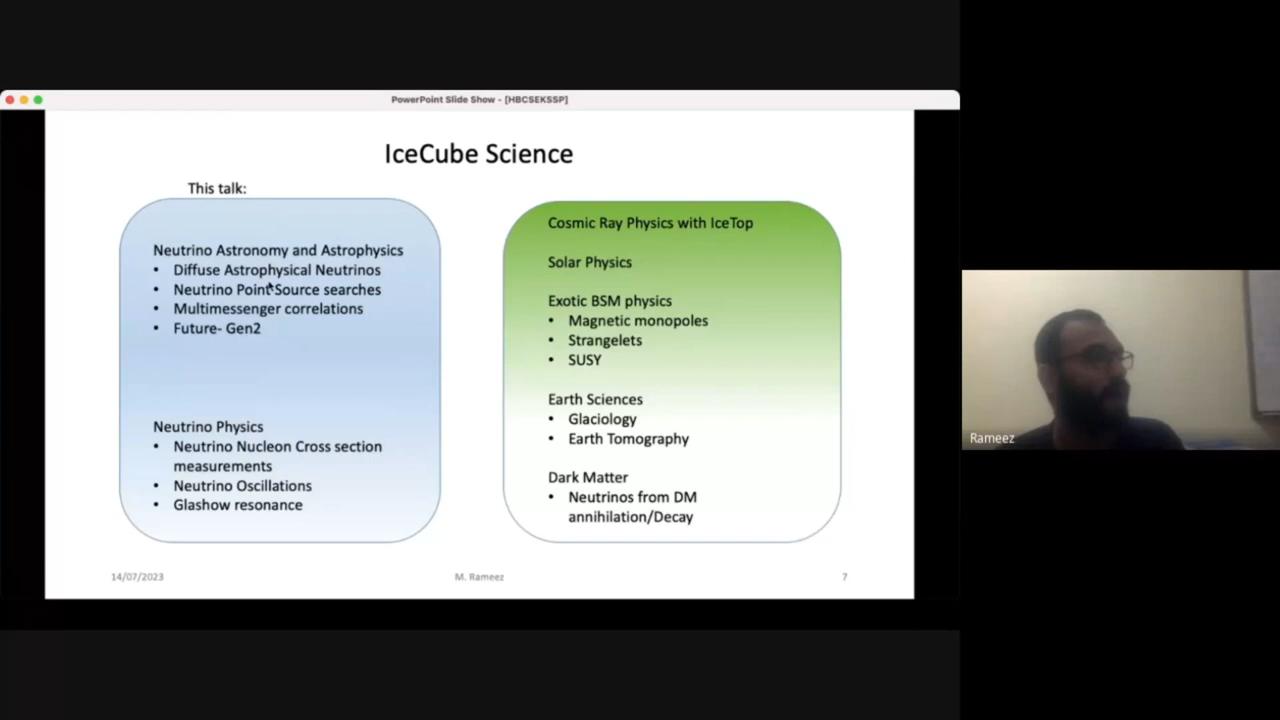 PowerPoint Slide Show - [HBCSEKSSP]
IceCube Science
This talk:
Neutrino Astronomy and Astrophysics
• Diffuse Astrophysical Neutrinos
• Neutrino Point Source searches
• Multimessenger correlations
• Future- Gen2
Neutrino Physics
• Neutrino Nucleon Cross section
measurements
• Neutrino Oscillations
• Glashow resonance
Cosmic Ray Physics with IceTop
Solar Physics
Exotic BSM physics
• Magnetic monopoles
• Strangelets
• SUSY
Earth Sciences
• Glaciology
• Earth Tomography
Dark Matter
• Neutrinos from DM
annihilation/Decay
14/07/2023
M. Rameez
7
Rameez